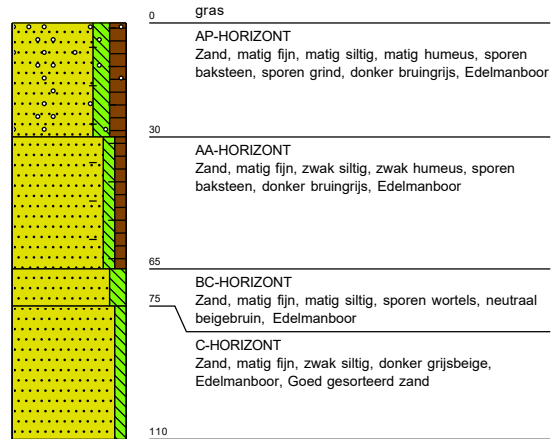 0
gras
AP-HORIZONT
Zand, matig fijn, matig siltig, matig humeus, sporen
baksteen, sporen grind, donker bruingrijs, Edelmanboor
30
AA-HORIZONT
Zand, matig fijn, zwak siltig, zwak humeus, sporen
baksteen, donker bruingrijs, Edelmanboor
65
BC-HORIZONT
Zand, matig fijn, matig siltig, sporen wortels, neutraal
beigebruin, Edelmanboor
75
C-HORIZONT
Zand, matig fijn, zwak siltig, donker grijsbeige,
Edelmanboor, Goed gesorteerd zand
110